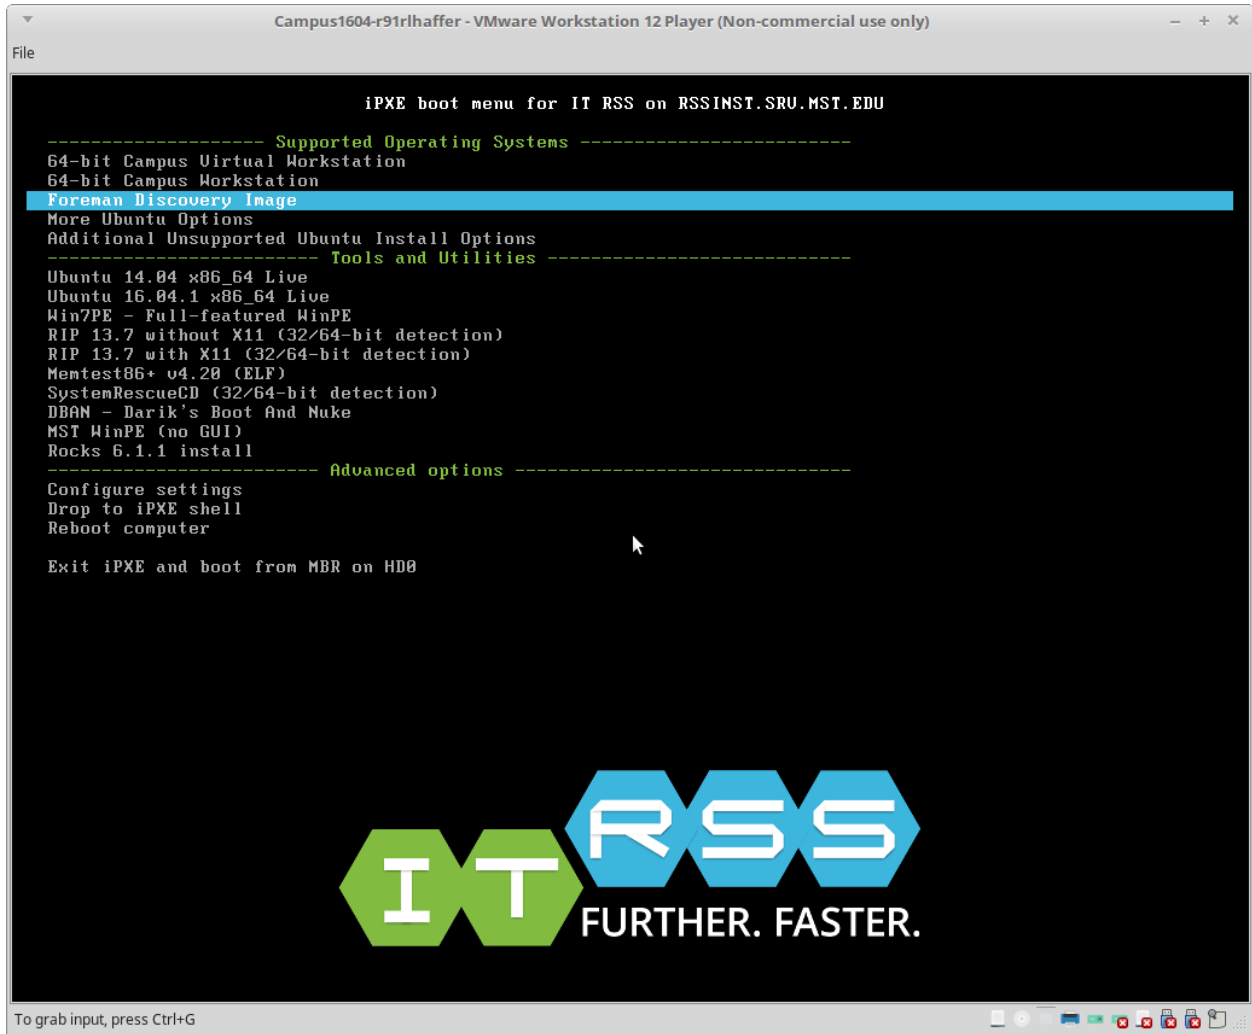 Campus1604-r91rlhaffer - VMware Workstation 12 Player (Non-commercial use only)
File
iPXE boot menu for IT RSS on RSSINST.SRV.MST.EDU
-------------------- Supported Operating Systems -------------------------
64-bit Campus Virtual Workstation
64-bit Campus Workstation
Foreman Discovery Image
More Ubuntu Options
Additional Unsupported Ubuntu Install Options
------------------------- Tools and Utilities ----------------------------
Ubuntu 14.04 x86_64 Live
Ubuntu 16.04.1 x86_64 Live
Win7PE - Full-featured WinPE
RIP 13.7 without X11 (32/64-bit detection)
RIP 13.7 with X11 (32/64-bit detection)
Memtest86+ v4.20 (ELF)
SystemRescueCD (32/64-bit detection)
DBAN - Darik's Boot And Nuke
MST WinPE (no GUI)
Rocks 6.1.1 install
------------------------- Advanced options -------------------------------
Configure settings
Drop to iPXE shell
Reboot computer
Exit iPXE and boot from MBR on HD0
IT RSS
FURTHER. FASTER.
To grab input, press Ctrl+G